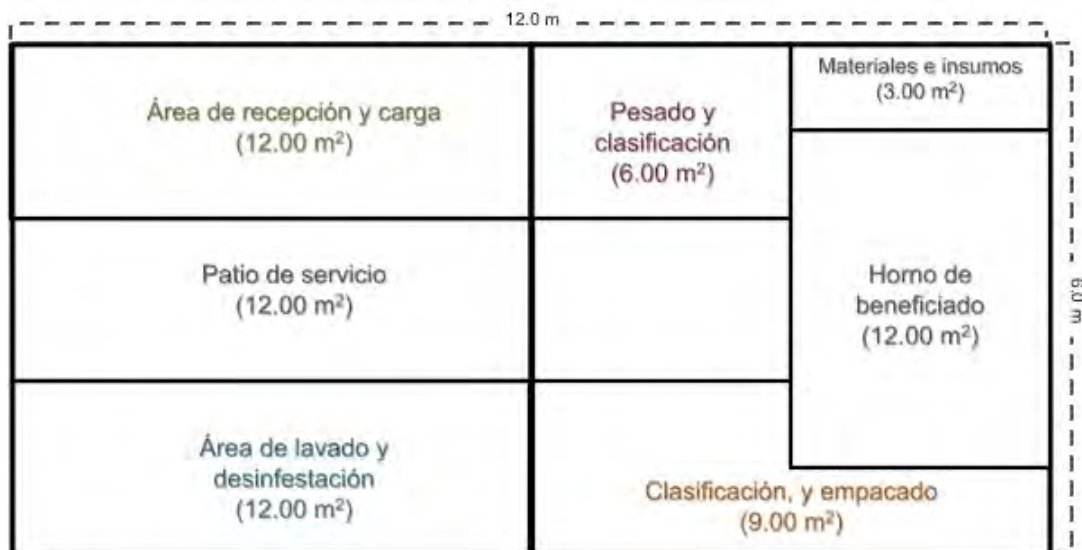 12.0 m
Área de recepción y carga
(12.00 m²)
Pesado y
clasificación
(6.00 m²)
Materiales e insumos
(3.00 m²)
Patio de servicio
(12.00 m²)
Horno de
beneficiado
(12.00 m²)
6.0 m
Área de lavado y
desinfestación
(12.00 m²)
Clasificación, y empacado
(9.00 m²)